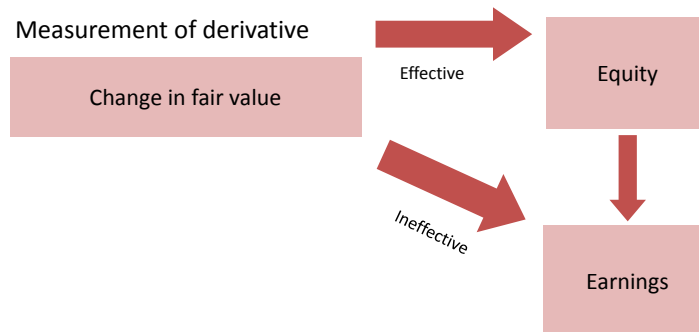 Measurement of derivative
Change in fair value
Effective
Equity
Ineffective
Earnings